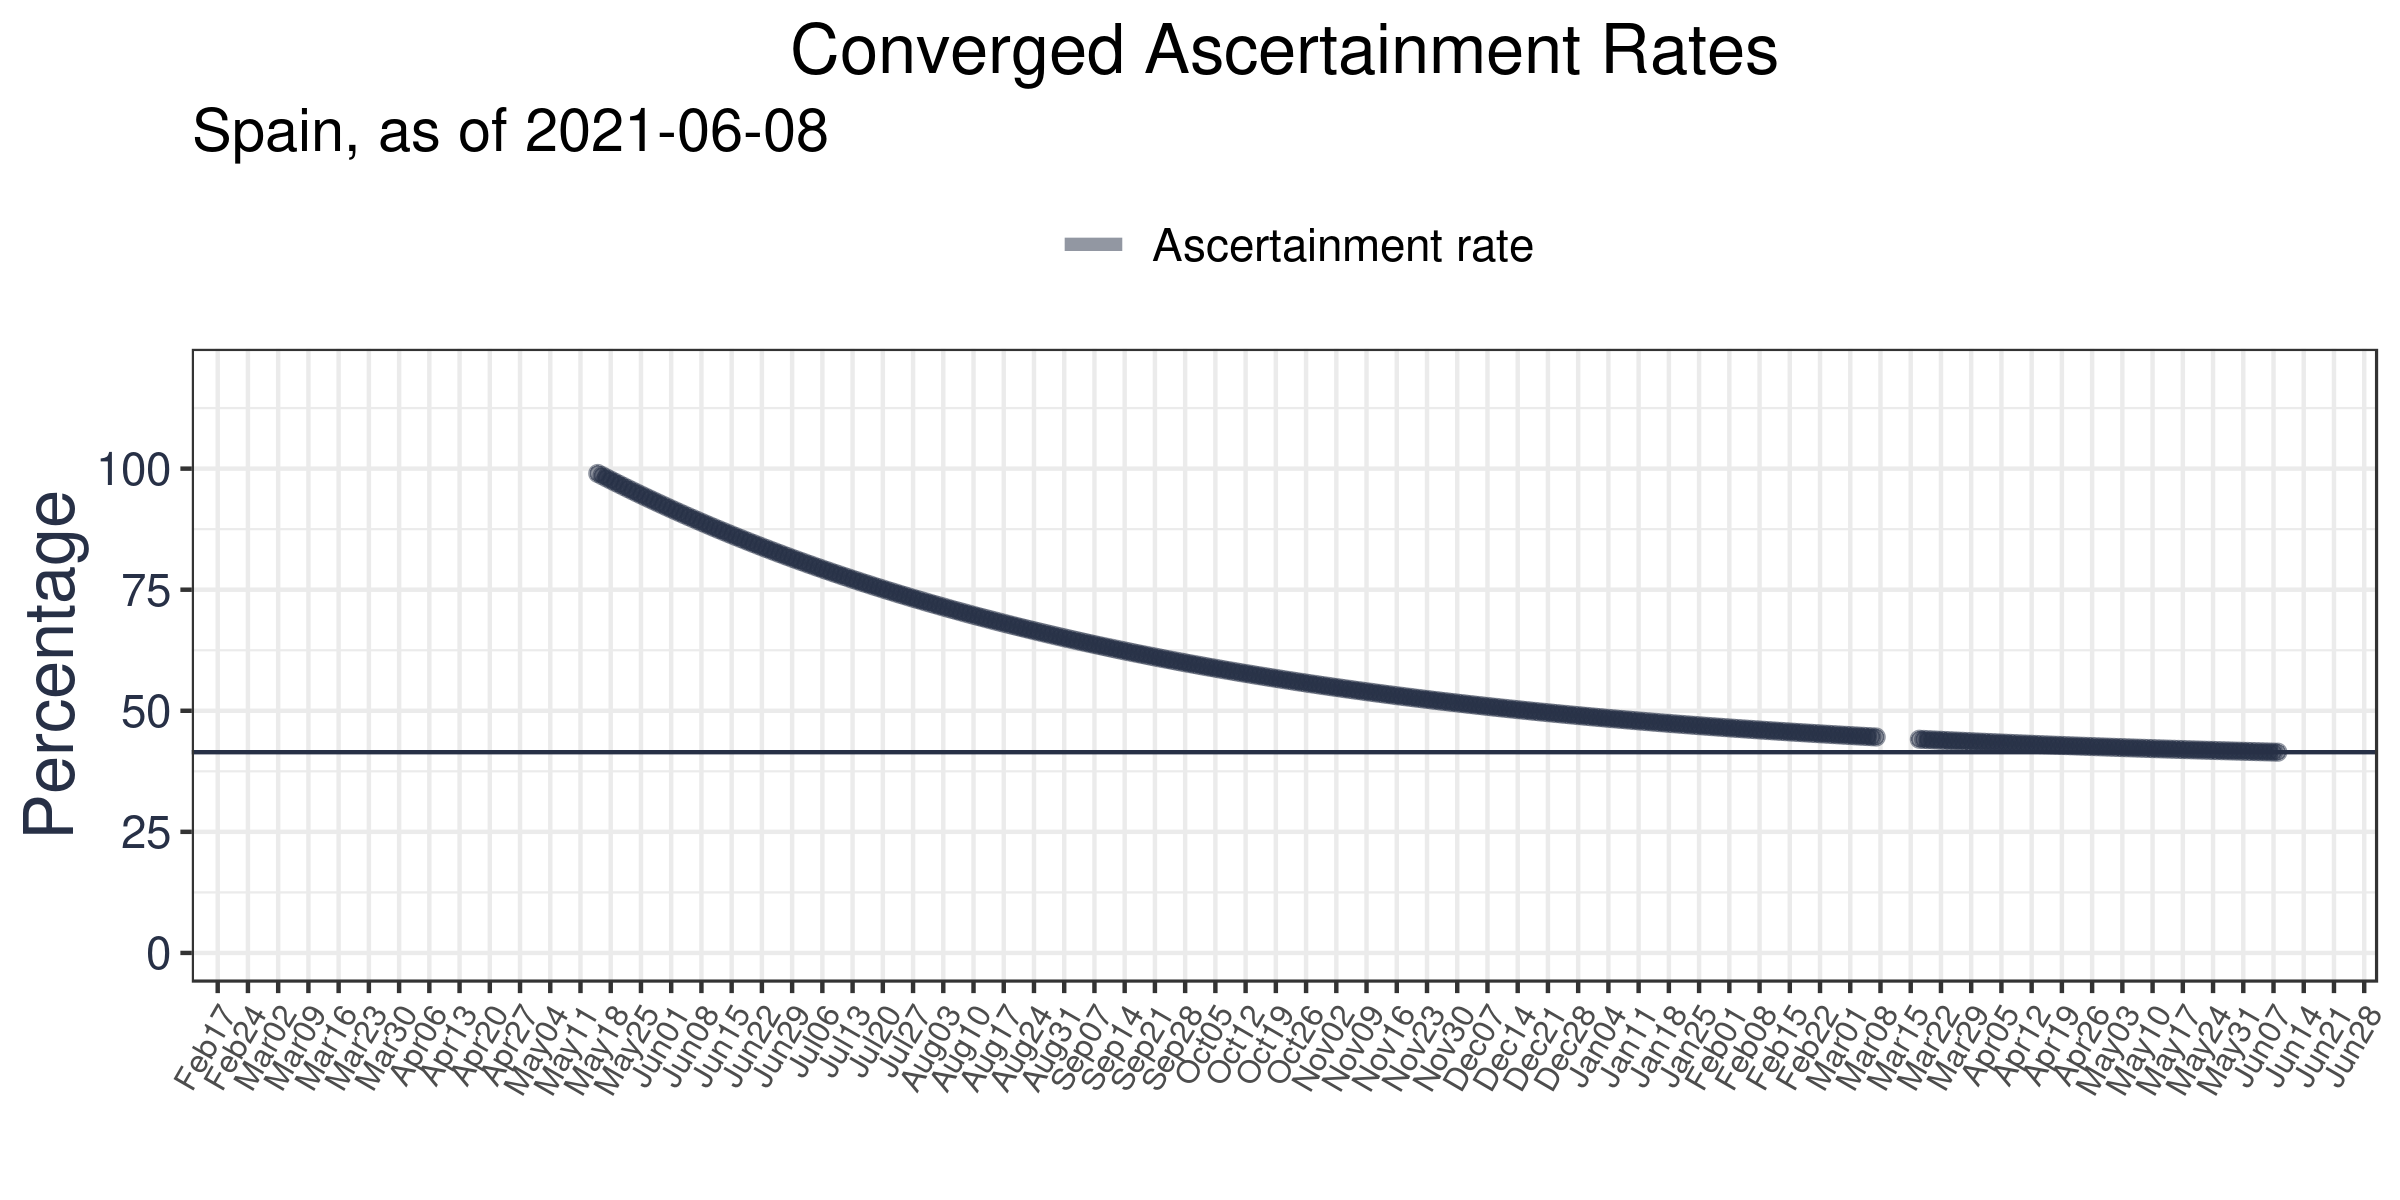 Converged Ascertainment Rates
Spain, as of 2021-06-08
Ascertainment rate
Percentage
100
75
50
25
0
Feb17
Feb24
Mar02
Mar09
Mar16
Mar23
Mar30
Apr06
Apr13
Apr20
Apr27
May04
May11
May18
May25
Jun01
Jun08
Jun15
Jun22
Jun29
Jul06
Jul13
Jul20
Jul27
Aug03
Aug10
Aug17
Aug24
Aug31
Sep07
Sep14
Sep21
Sep28
Oct05
Oct12
Oct19
Oct26
Nov02
Nov09
Nov16
Nov23
Nov30
Dec07
Dec14
Dec21
Dec28
Jan04
Jan11
Jan18
Jan25
Feb01
Feb08
Feb15
Feb22
Mar01
Mar08
Mar15
Mar22
Mar29
Apr05
Apr12
Apr19
Apr26
May03
May10
May17
May24
May31
Jun07
Jun14
Jun21
Jun28